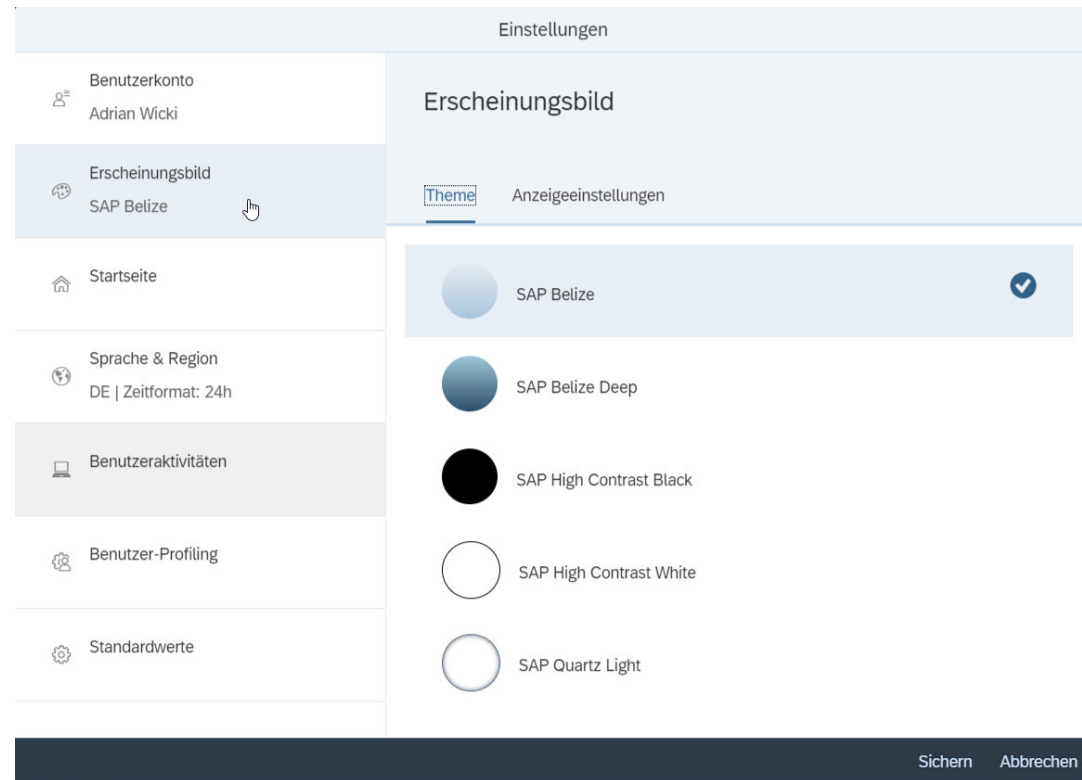 Einstellungen
Benutzerkonto
Adrian Wicki
Erscheinungsbild
SAP Belize
Startseite
Sprache & Region
DE | Zeitformat: 24h
Benutzeraktivitäten
Benutzer-Profiling
Standardwerte
Erscheinungsbild
Theme Anzeigeeinstellungen
SAP Belize
SAP Belize Deep
SAP High Contrast Black
SAP High Contrast White
SAP Quartz Light
Sichern Abbrechen